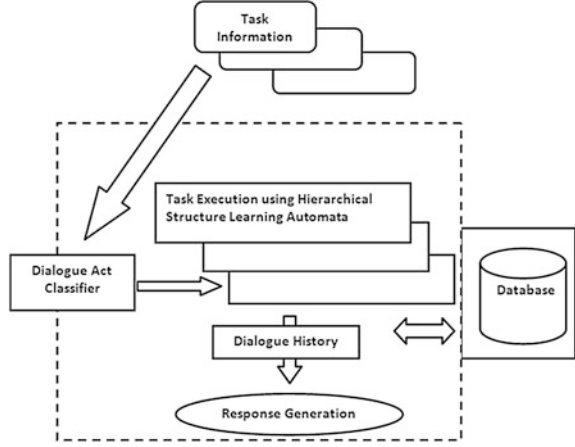 Task
Information
Task Execution using Hierarchical
Structure Learning Automata
Dialogue Act
Classifier
Database
Dialogue History
Response Generation